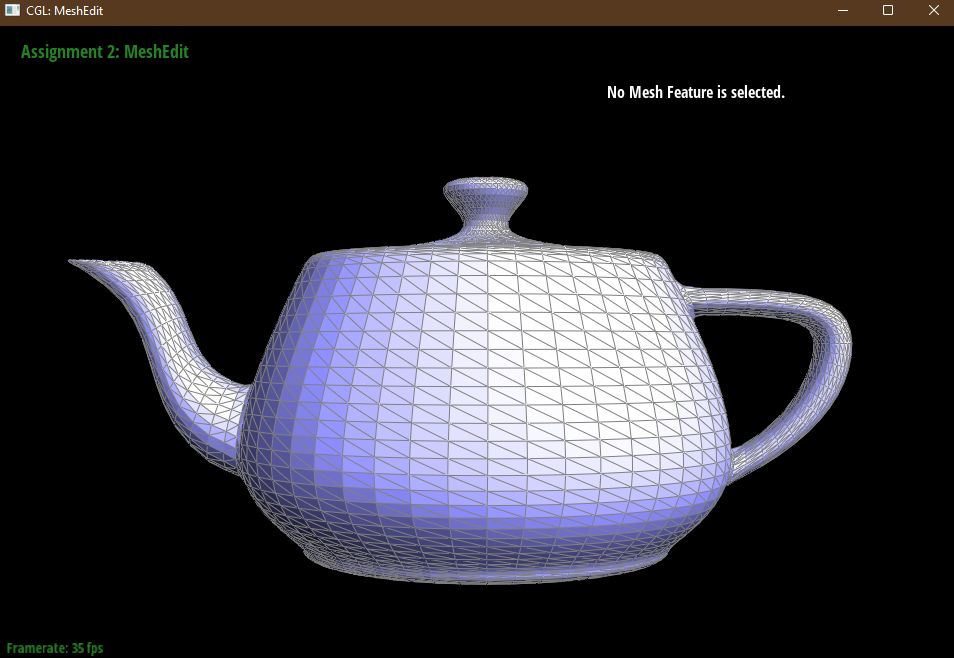 CGL: MeshEdit
Assignment 2: MeshEdit
No Mesh Feature is selected.
Framerate: 35 fps